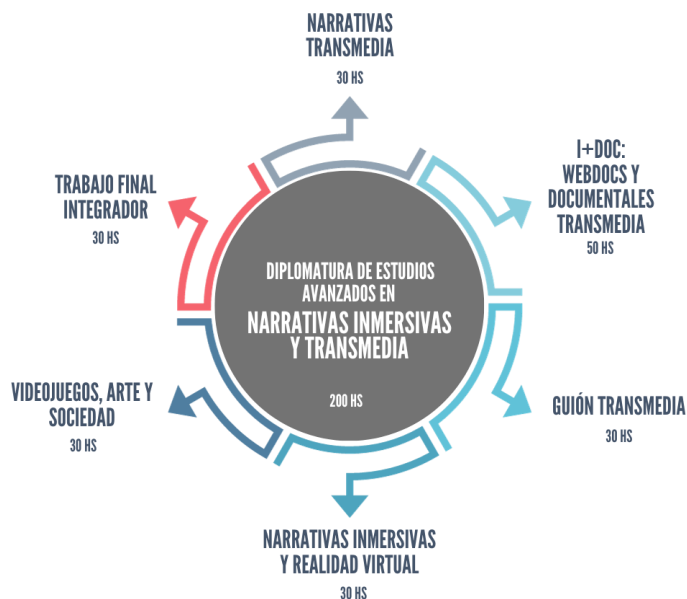 NARRATIVAS
TRANSMEDIA
30 HS
I+DOC:
WEBDOCS Y
DOCUMENTALES
TRANSMEDIA
50 HS
GUIÓN TRANSMEDIA
30 HS
NARRATIVAS INMERSIVAS
Y REALIDAD VIRTUAL
30 HS
VIDEOJUEGOS, ARTE Y
SOCIEDAD
30 HS
TRABAJO FINAL
INTEGRADOR
30 HS
DIPLOMATURA DE ESTUDIOS
AVANZADOS EN
NARRATIVAS INMERSIVAS
Y TRANSMEDIA
200 HS